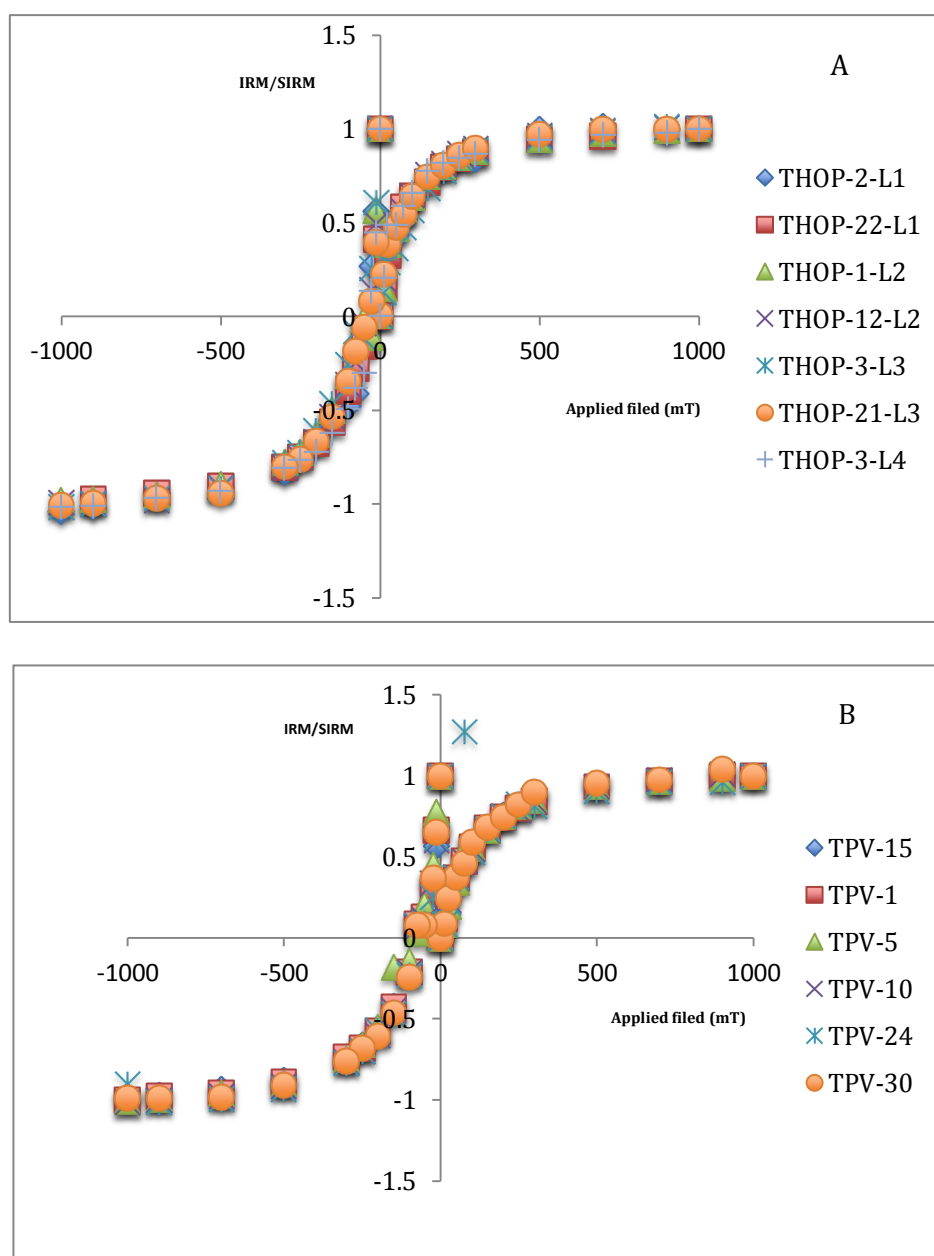 1.5
IRM/SIRM
A
1
THOP-2-L1
THOP-22-L1
0.5
THOP-1-L2
THOP-12-L2
0
-1000 -500 0 500 1000
THOP-3-L3
THOP-21-L3
Applied filed (mT)
-0.5
THOP-3-L4
-1
-1.5
1.5
IRM/SIRM
B
1
0.5
TPV-15
TPV-1
0
-1000 -500 0 500 1000
TPV-5
TPV-10
-0.5
Applied filed (mT)
TPV-24
TPV-30
-1
-1.5